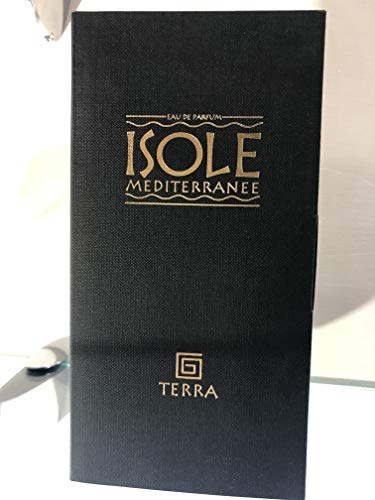 EAU DE PARFUM
ISOLE
MEDITERRANEE
TERRA